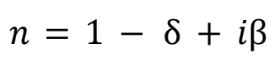 n = 1 − δ + iβ